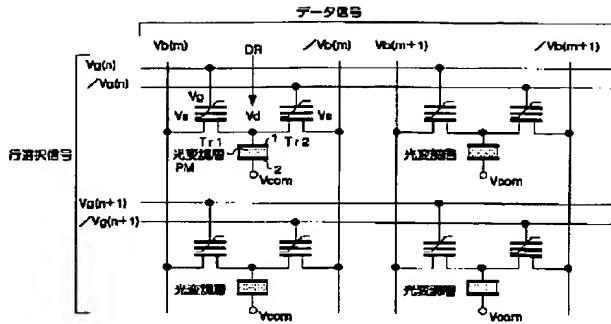 データ信号
Vb(m)
DR
／Vb(m)
Vb(m+1)
／Vb(m+1)
Vg(n)
／Vg(n)
Vg
Vs
Vd
Vs
Tr1
Tr2
1
光変調層
PM
2
Vcom
光変調層
Vcom
行選択信号
Vg(n+1)
／Vg(n+1)
光変調層
Vcom
光変調層
Vcom